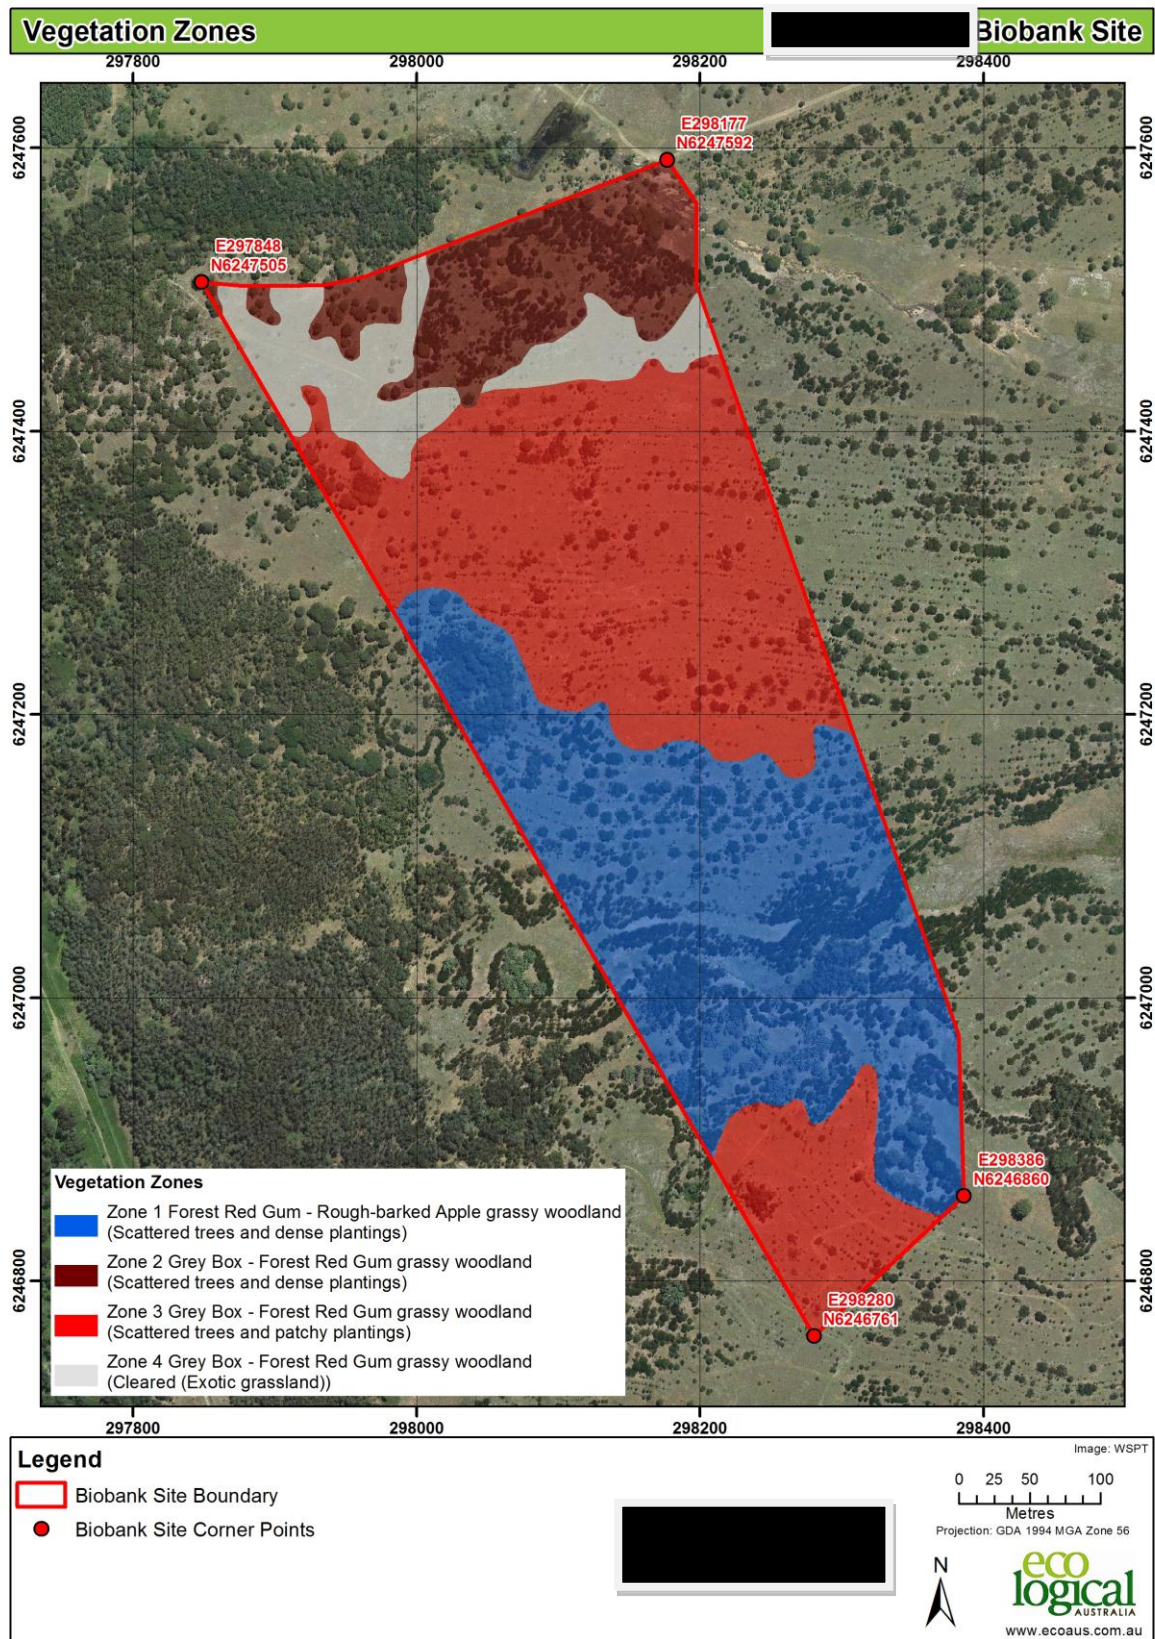 Vegetation Zones
Biobank Site
297800 298000 298200 298400
E298177
N6247592
6247600 6247600
E297848
N6247505
6247400 6247400
6247200 6247200
6247000 6247000
E298386
N6246860
Vegetation Zones
Zone 1 Forest Red Gum - Rough-barked Apple grassy woodland
(Scattered trees and dense plantings)
Zone 2 Grey Box - Forest Red Gum grassy woodland
(Scattered trees and dense plantings)
6246800 6246800
E298280
N6246761
Zone 3 Grey Box - Forest Red Gum grassy woodland
(Scattered trees and patchy plantings)
Zone 4 Grey Box - Forest Red Gum grassy woodland
(Cleared (Exotic grassland))
297800 298000 298200 298400
Legend
Biobank Site Boundary
Biobank Site Corner Points
Image: WSPT
0 25 50 100
Metres
Projection: GDA 1994 MGA Zone 56
N
eco
logical
AUSTRALIA
www.ecoaus.com.au